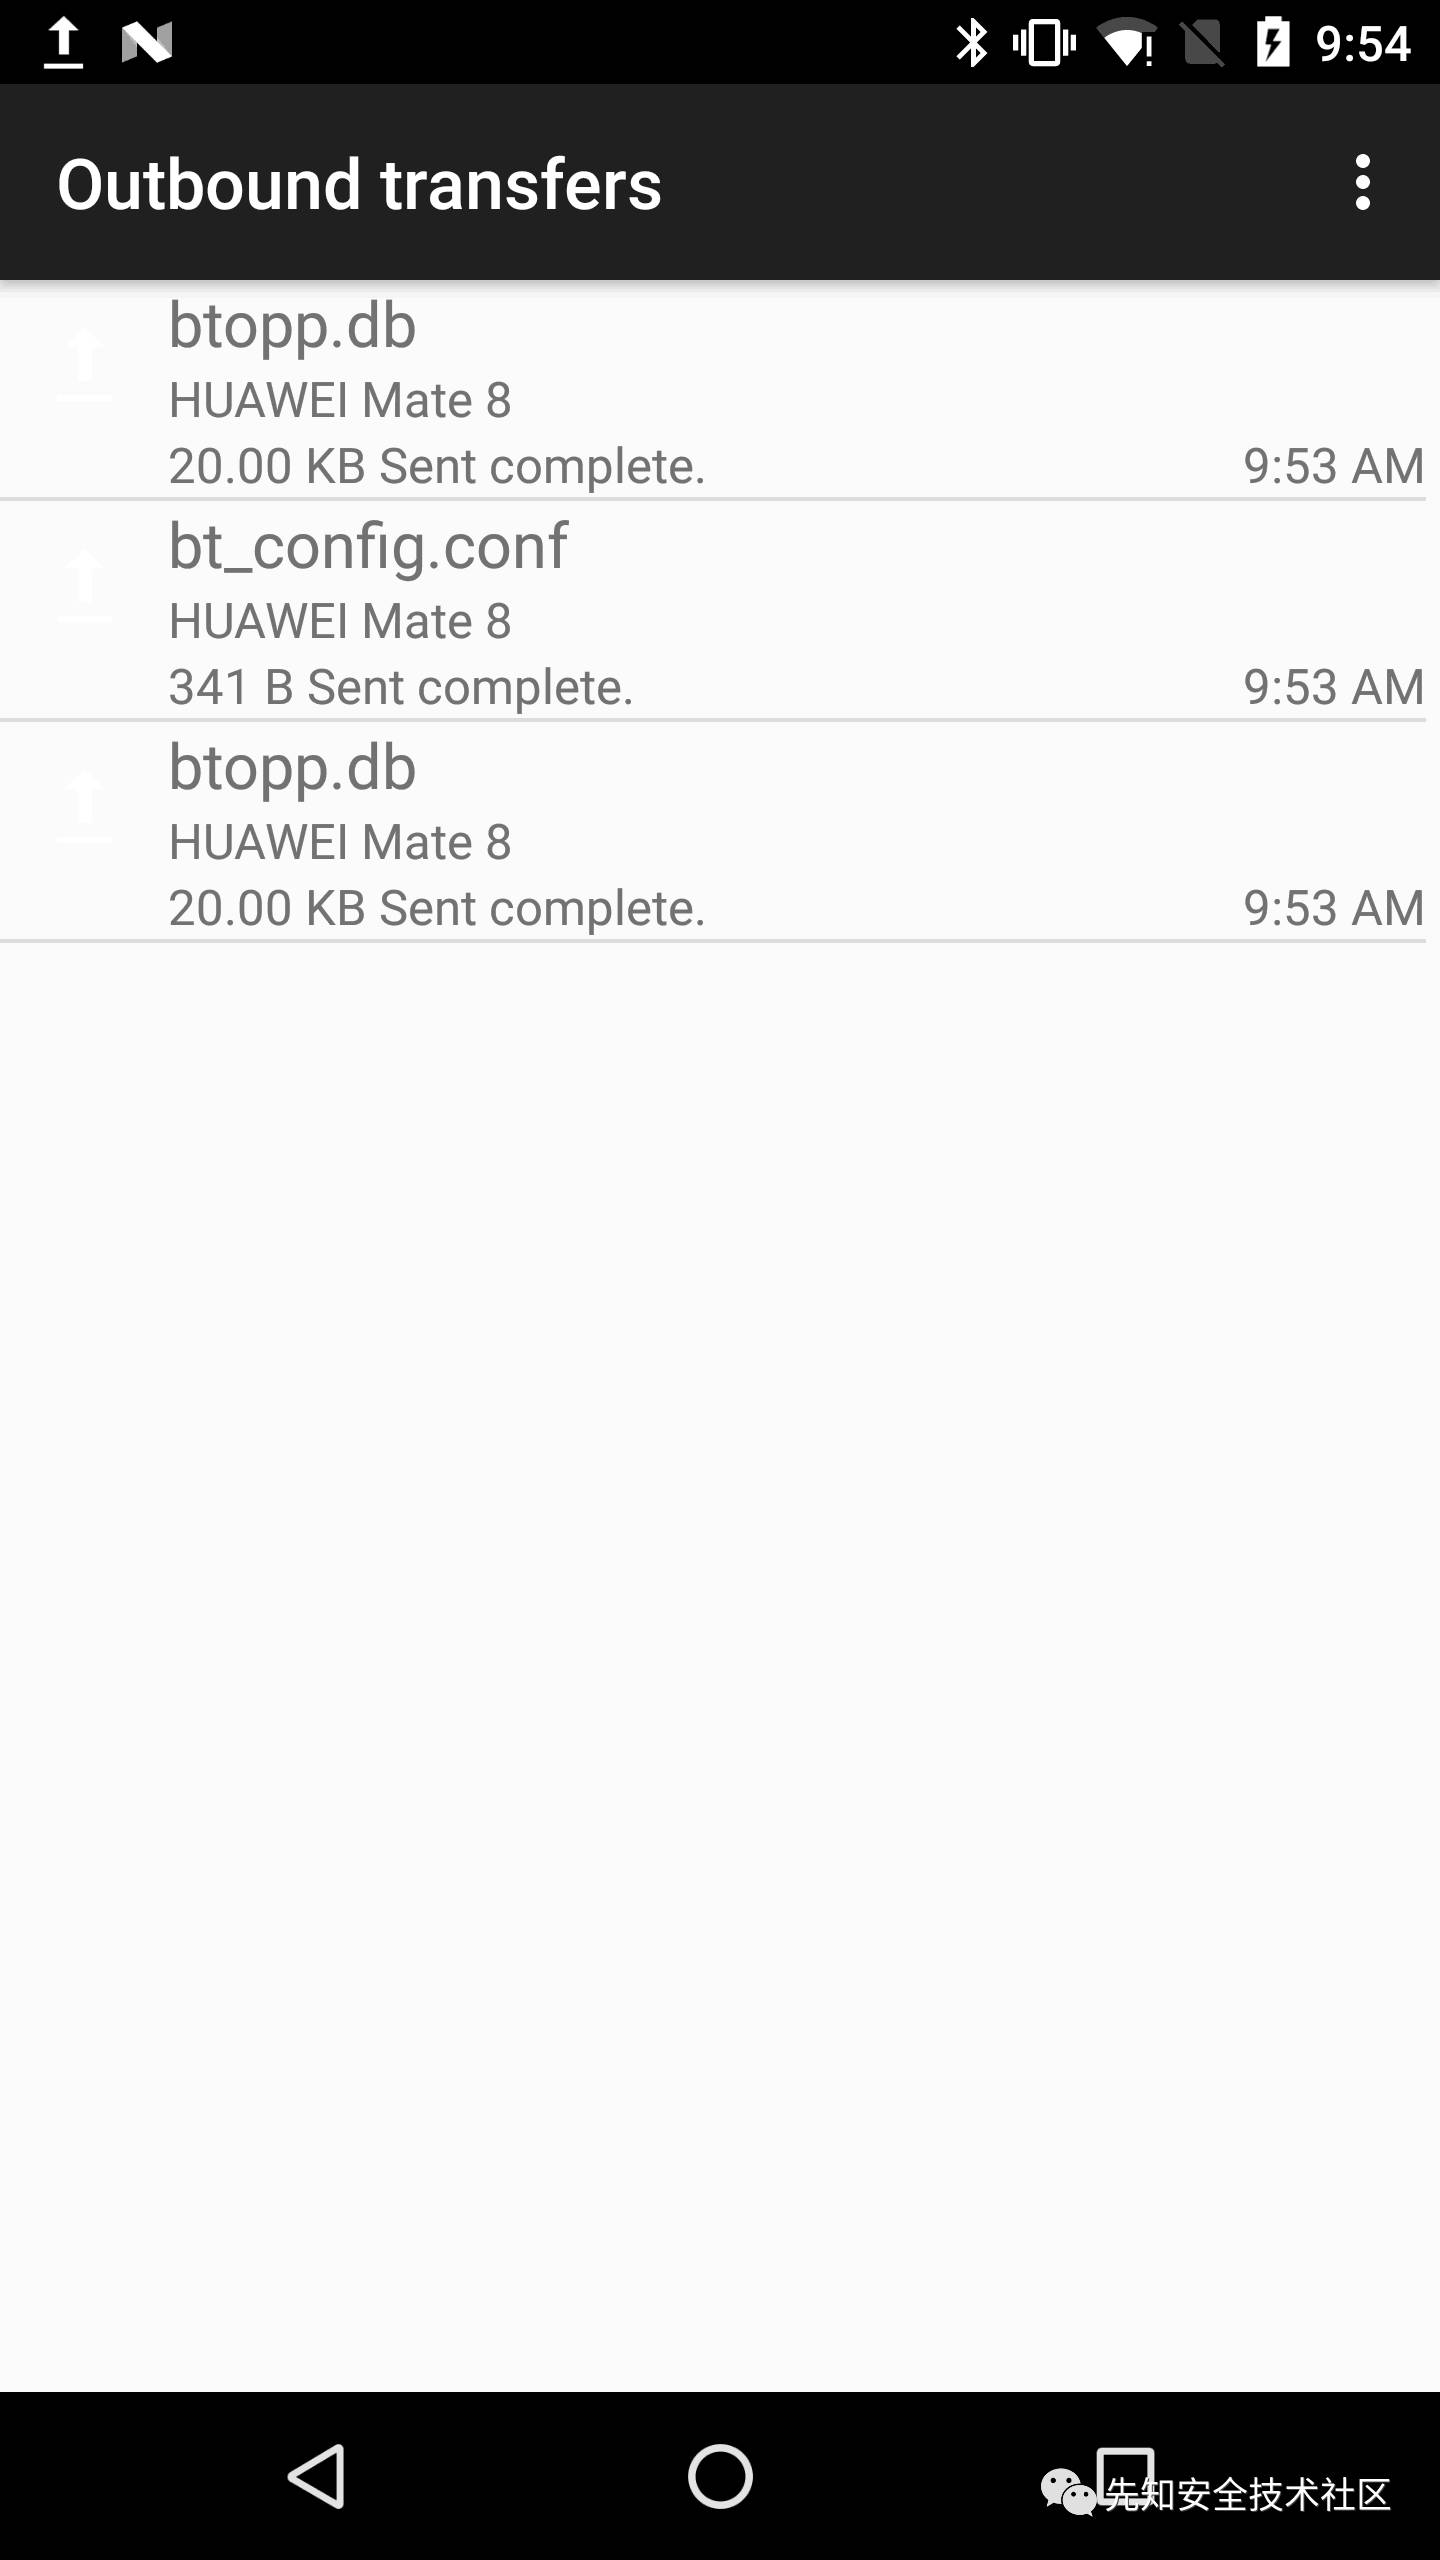 9:54
Outbound transfers
btopp.db
HUAWEI Mate 8
20.00 KB Sent complete. 9:53 AM
bt_config.conf
HUAWEI Mate 8
341 B Sent complete. 9:53 AM
btopp.db
HUAWEI Mate 8
20.00 KB Sent complete. 9:53 AM
先知安全技术社区